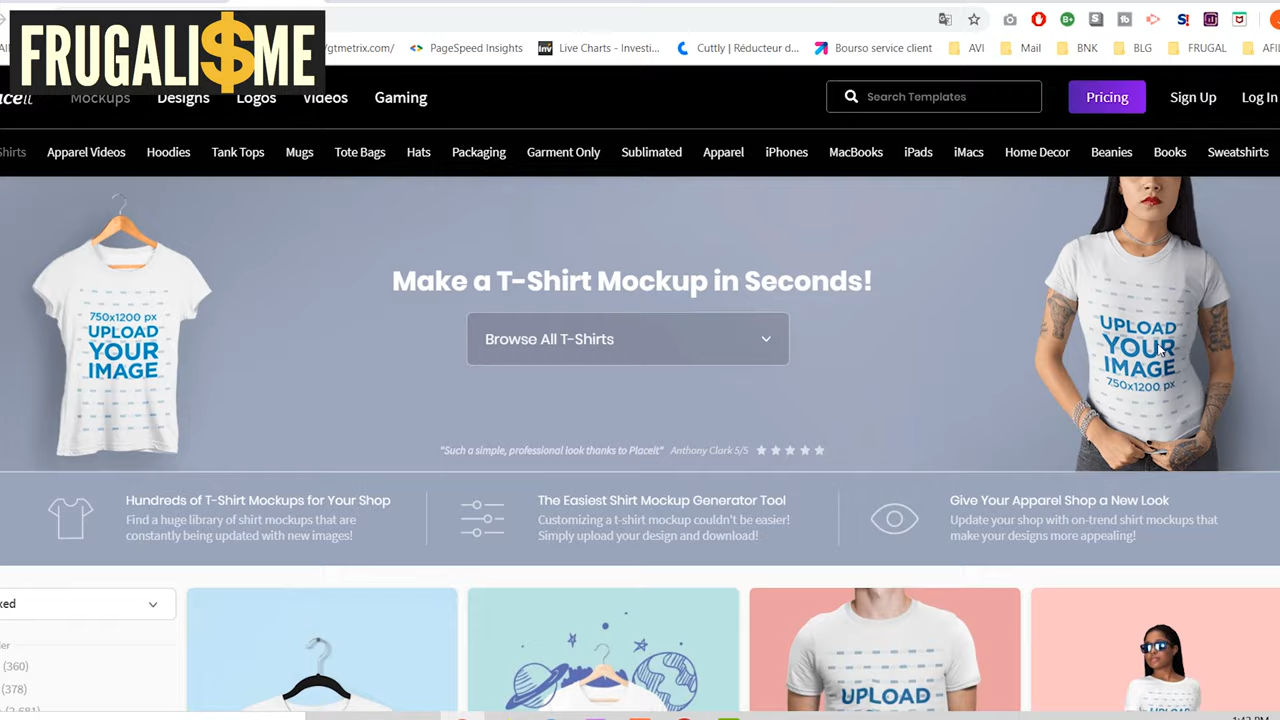 FRUGALI$ME
gtmetrix.com/
PageSpeed Insights
Live Charts - Investi...
Cuttly | Réducteur d...
Bourso service client
AVI
Mail
BNK
BLG
FRUGAL
AFI
Mockups
Designs
Logos
Videos
Gaming
Search Templates
Pricing
Sign Up
Log In
Apparel Videos
Hoodies
Tank Tops
Mugs
Tote Bags
Hats
Packaging
Garment Only
Sublimated
Apparel
iPhones
MacBooks
iPads
iMacs
Home Decor
Beanies
Books
Sweatshirts
750x1200 px
UPLOAD
YOUR
IMAGE
Make a T-Shirt Mockup in Seconds!
Browse All T-Shirts
"Such a simple, professional look thanks to Placeit" Anthony Clark 5/5
UPLOAD
YOUR
IMAGE
750x1200 px
Hundreds of T-Shirt Mockups for Your Shop
Find a huge library of shirt mockups that are
constantly being updated with new images!
The Easiest Shirt Mockup Generator Tool
Customizing a t-shirt mockup couldn't be easier!
Simply upload your design and download!
Give Your Apparel Shop a New Look
Update your shop with on-trend shirt mockups that
make your designs more appealing!
(360)
(378)
UPLOAD